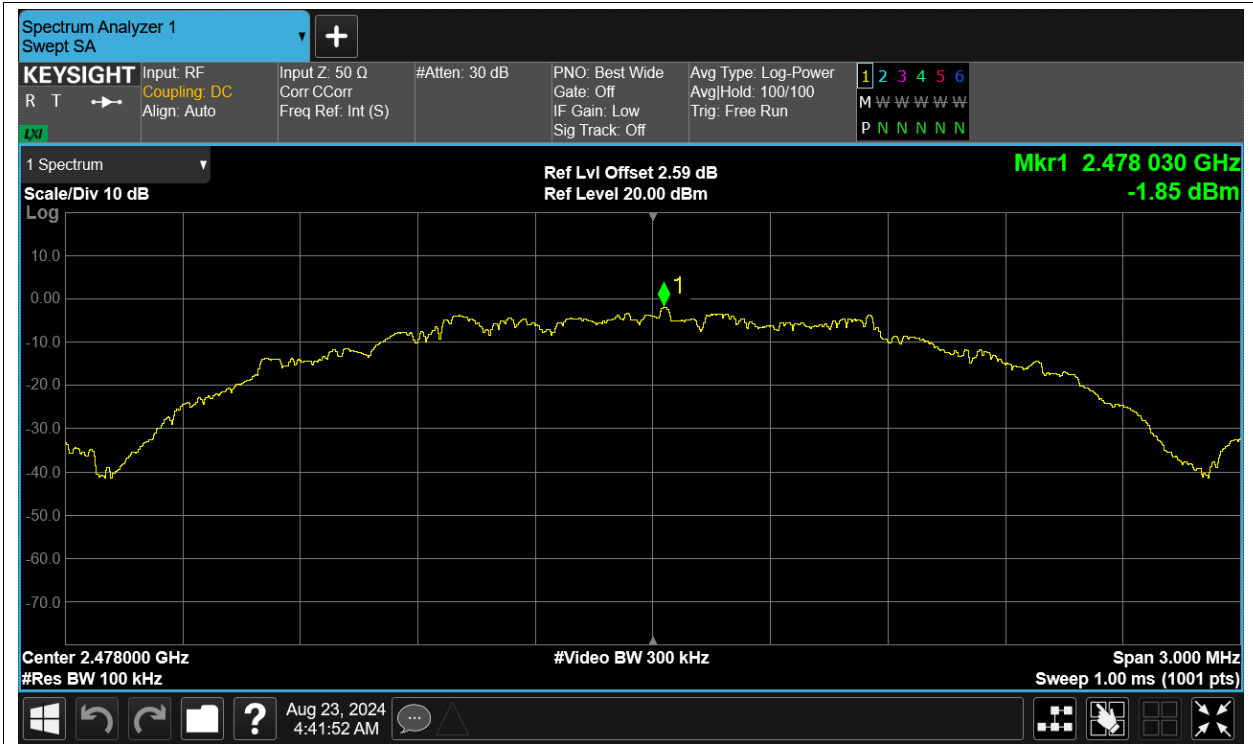 Spectrum Analyzer 1
Swept SA
+
KEYSIGHT
R T
LXI
Input: RF
Coupling: DC
Align: Auto
Input Z: 50 Ω
Corr CCorr
Freq Ref: Int (S)
#Atten: 30 dB
PNO: Best Wide
Gate: Off
IF Gain: Low
Sig Track: Off
Avg Type: Log-Power
Avg|Hold: 100/100
Trig: Free Run
1 2 3 4 5 6
M W W W W W
P N N N N N
1 Spectrum
Scale/Div 10 dB
Log
Ref Lvl Offset 2.59 dB
Ref Level 20.00 dBm
Mkr1 2.478 030 GHz
-1.85 dBm
10.0
0.00
-10.0
-20.0
-30.0
-40.0
-50.0
-60.0
-70.0
1
Center 2.478000 GHz
#Res BW 100 kHz
#Video BW 300 kHz
Span 3.000 MHz
Sweep 1.00 ms (1001 pts)
?
Aug 23, 2024
4:41:52 AM